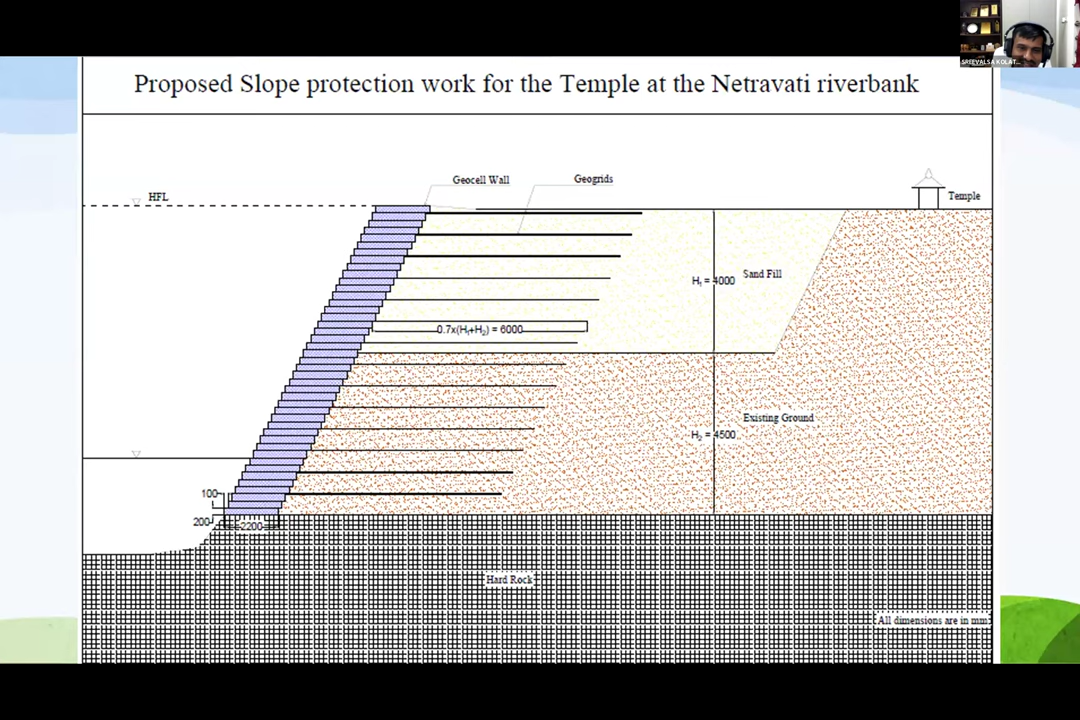 SREEVALSA KOLAT...
Proposed Slope protection work for the Temple at the Netravati riverbank
Geocell Wall
Geogrids
HFL
Temple
Sand Fill
H₁ = 4000
0.7x(H₁+H₂) = 6000
Existing Ground
H₂ = 4500
100
200
2200
Hard Rock
All dimensions are in mm